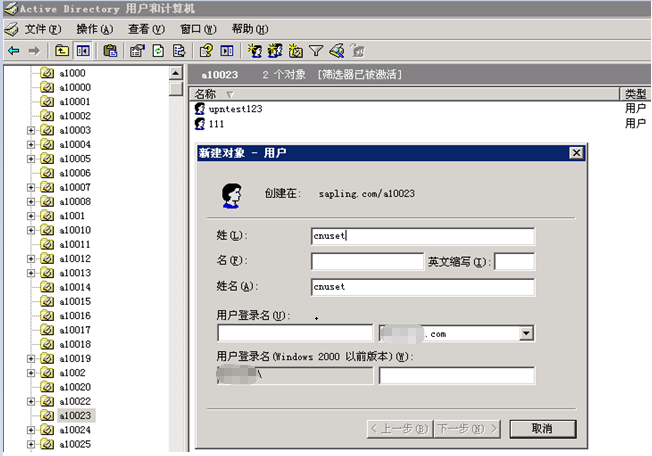 Active Directory 用户和计算机
文件(F) 操作(A) 查看(V) 窗口(W) 帮助(H)
a1000
a10000
a10001
a10002
a10003
a10004
a10005
a10006
a10007
a10008
a1001
a10010
a10011
a10012
a10013
a10014
a10015
a10016
a10017
a10018
a10019
a1002
a10020
a10022
a10023
a10024
a10025
a10023 2 个对象 [筛选器已被激活]
名称 类型
upntest123 用户
111 用户
新建对象 - 用户
创建在: sapling.com/a10023
姓(L): cnuset
名(F): 英文缩写(I):
姓名(A): cnuset
用户登录名(U):
.com
用户登录名(Windows 2000 以前版本)(W):
\
< 上一步(B) 下一步(N) > 取消